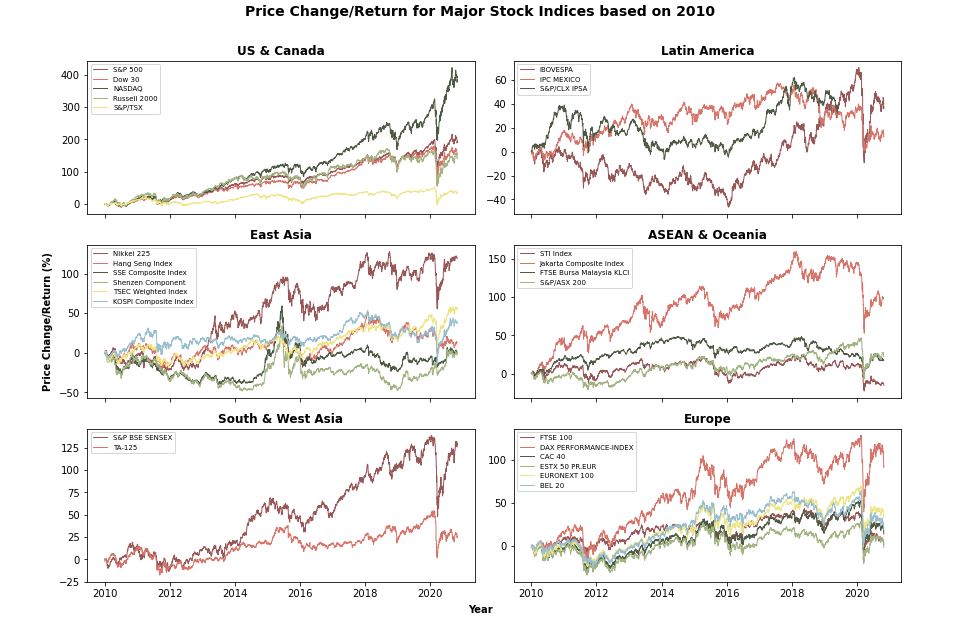 Price Change/Return for Major Stock Indices based on 2010
US & Canada
400
300
200
100
0
S&P 500
Dow 30
NASDAQ
Russell 2000
S&P/TSX
Latin America
60
40
20
0
−20
−40
IBOVESPA
IPC MEXICO
S&P/CLX IPSA
East Asia
100
50
0
−50
Nikkei 225
Hang Seng Index
SSE Composite Index
Shenzen Component
TSEC Weighted Index
KOSPI Composite Index
ASEAN & Oceania
150
100
50
0
STI Index
Jakarta Composite Index
FTSE Bursa Malaysia KLCI
S&P/ASX 200
Price Change/Return (%)
South & West Asia
125
100
75
50
25
0
−25
S&P BSE SENSEX
TA-125
2010 2012 2014 2016 2018 2020
Europe
100
50
0
FTSE 100
DAX PERFORMANCE-INDEX
CAC 40
ESTX 50 PR.EUR
EURONEXT 100
BEL 20
2010 2012 2014 2016 2018 2020
Year